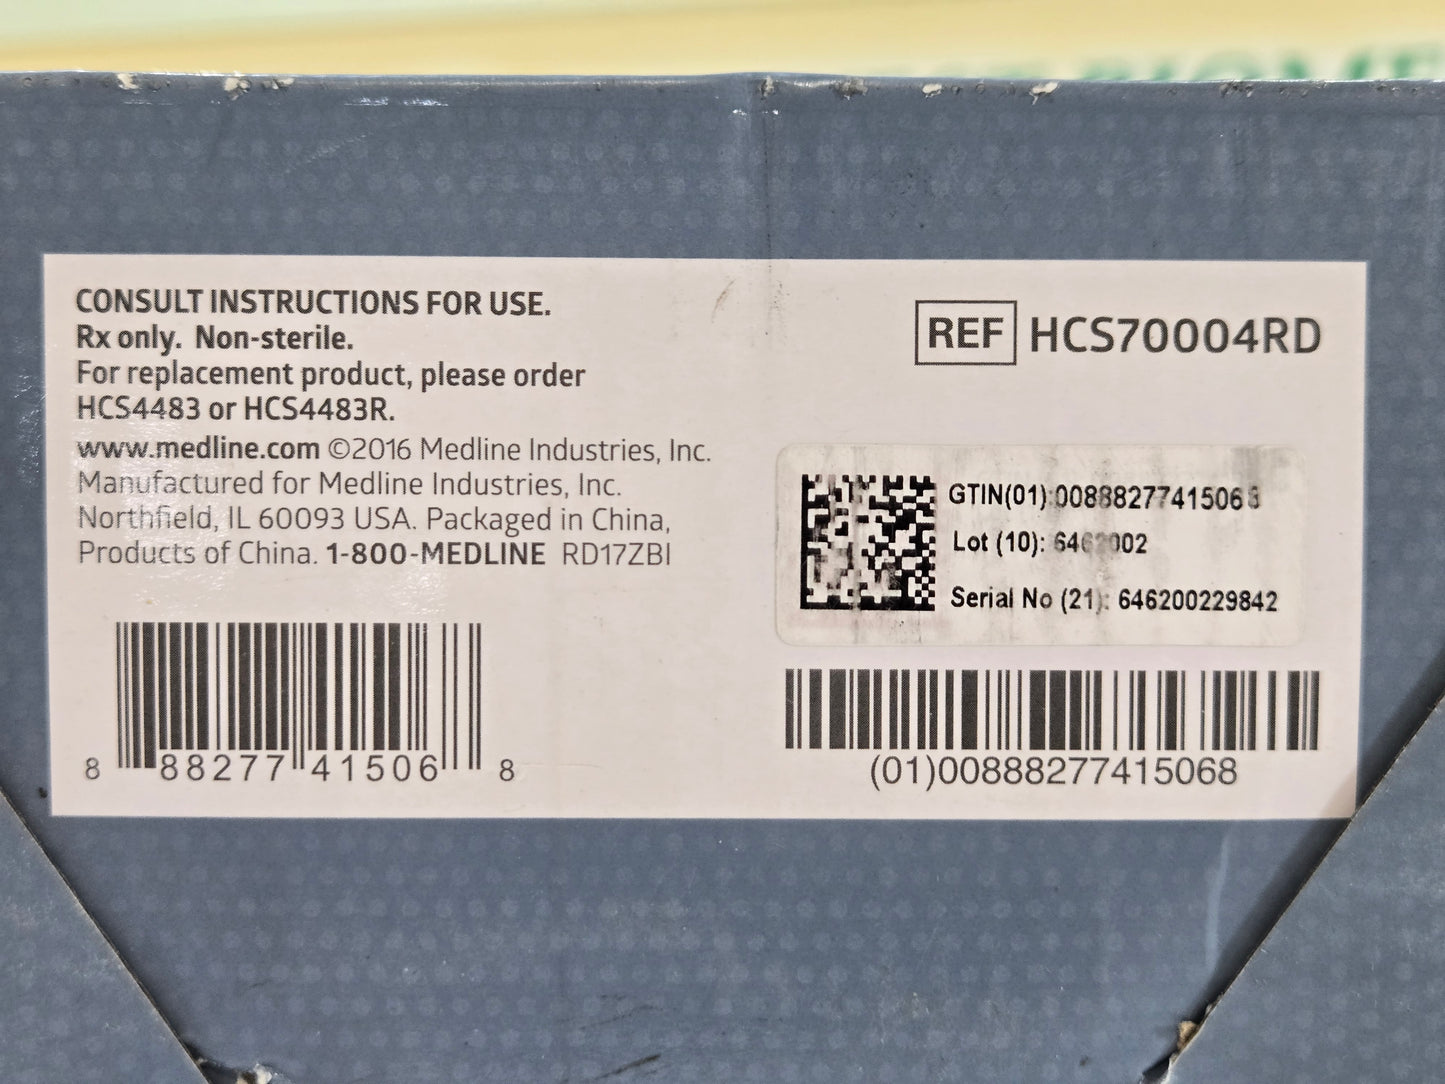 CONSULT INSTRUCTIONS FOR USE.
Rx only. Non-sterile.
For replacement product, please order
HCS4483 or HCS4483R.
www.medline.com ©2016 Medline Industries, Inc.
Manufactured for Medline Industries, Inc.
Northfield, IL 60093 USA. Packaged in China,
Products of China. 1-800-MEDLINE RD17ZBI
8 88277 41506 8
REF HCS70004RD
GTIN(01):00888277415068
Lot (10):
Serial No (21): 646200229842
(01)00888277415068